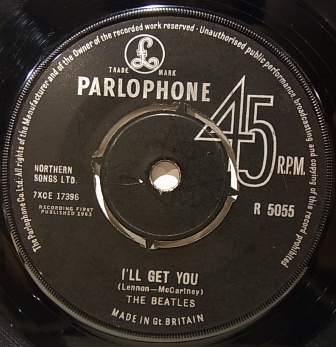 The Parlophone Co. Ltd. All rights of the Manufacturer and of the Owner of the recorded work reserved · Unauthorised public performance, broadcasting and copying of this record prohibited
£
TRADE MARK
PARLOPHONE
45
R.P.M.
NORTHERN
SONGS LTD.
7XCE 17396
RECORDING FIRST
PUBLISHED 1963
R 5055
I'LL GET YOU
(Lennon—McCartney)
THE BEATLES
MADE IN Gt. BRITAIN